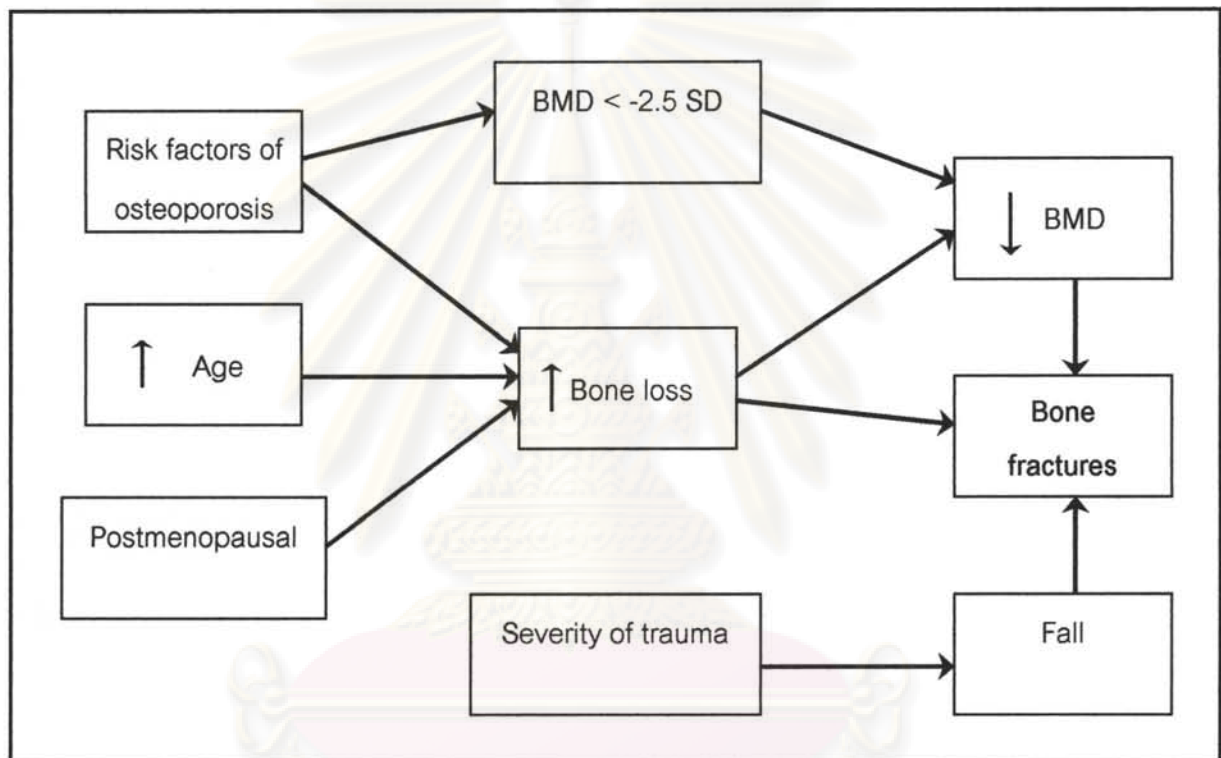 BMD < -2.5 SD
Risk factors of
osteoporosis
↓ BMD
↑ Age
↑ Bone loss
Bone
fractures
Postmenopausal
Severity of trauma
Fall